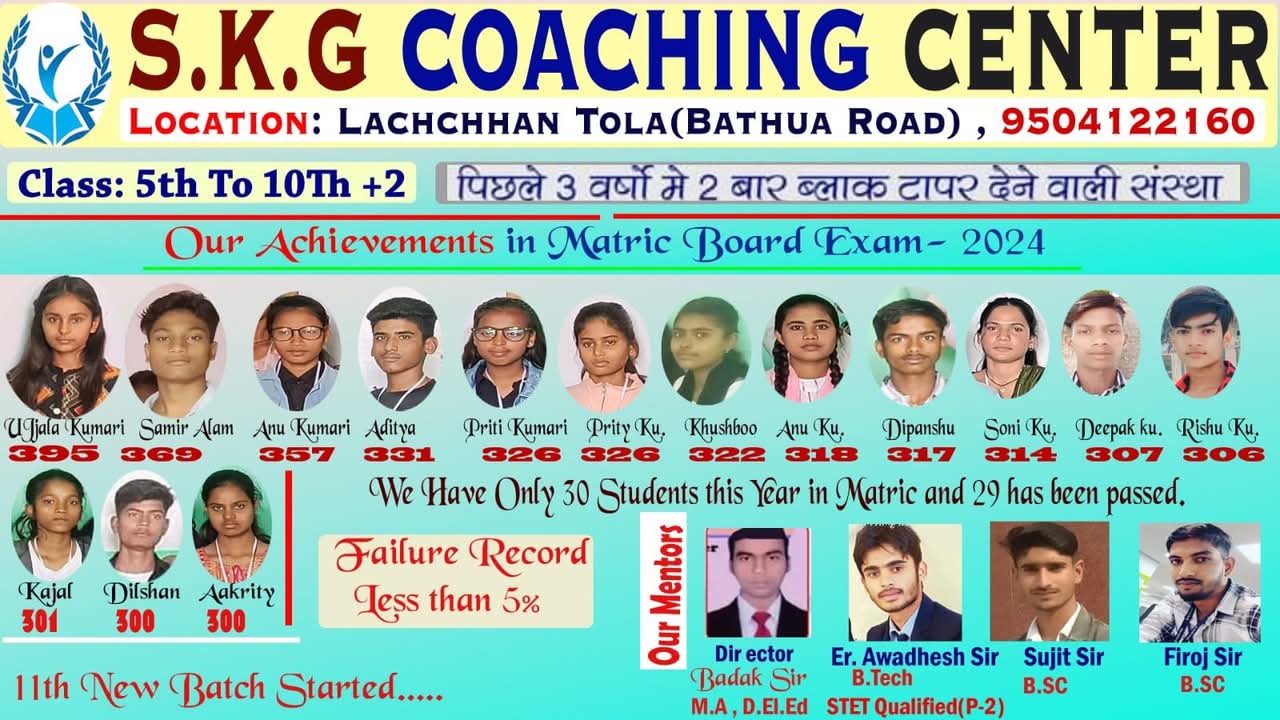 S.K.G COACHING CENTER
Location: Lachchhan Tola(Bathua Road) , 9504122160
Class: 5th To 10Th +2
पिछले 3 वर्षो मे 2 बार ब्लाक टापर देने वाली संस्था
Our Achievements in Matric Board Exam- 2024
UJjala Kumari Samir Alam Anu Kumari Aditya Priti Kumari Prity Ku. Khushboo Anu Ku. Dipanshu Soni Ku. Deepak ku. Rishu Ku.
395 369 357 331 326 326 322 318 317 314 307 306
We Have Only 30 Students this Year in Matric and 29 has been passed.
Kajal Dilshan Aakrity
301 300 300
Failure Record
Less than 5%
Our Mentors
Dir ector
Badak Sir
M.A , D.El.Ed
Er. Awadhesh Sir
B.Tech
STET Qualified(P-2)
Sujit Sir
B.SC
Firoj Sir
B.SC
11th New Batch Started.....